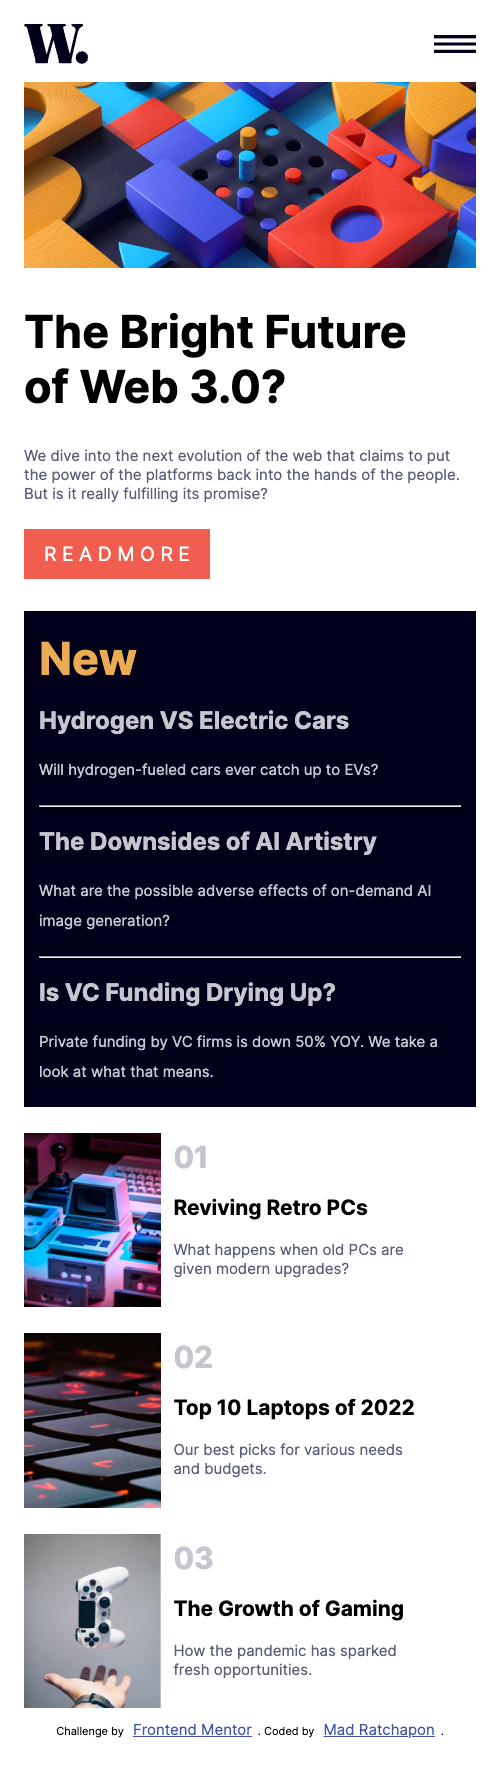 W.
The Bright Future
of Web 3.0?
We dive into the next evolution of the web that claims to put
the power of the platforms back into the hands of the people.
But is it really fulfilling its promise?
READMORE
New
Hydrogen VS Electric Cars
Will hydrogen-fueled cars ever catch up to EVs?
The Downsides of AI Artistry
What are the possible adverse effects of on-demand AI
image generation?
Is VC Funding Drying Up?
Private funding by VC firms is down 50% YOY. We take a
look at what that means.
01
Reviving Retro PCs
What happens when old PCs are
given modern upgrades?
02
Top 10 Laptops of 2022
Our best picks for various needs
and budgets.
03
The Growth of Gaming
How the pandemic has sparked
fresh opportunities.
Challenge by Frontend Mentor . Coded by Mad Ratchapon .